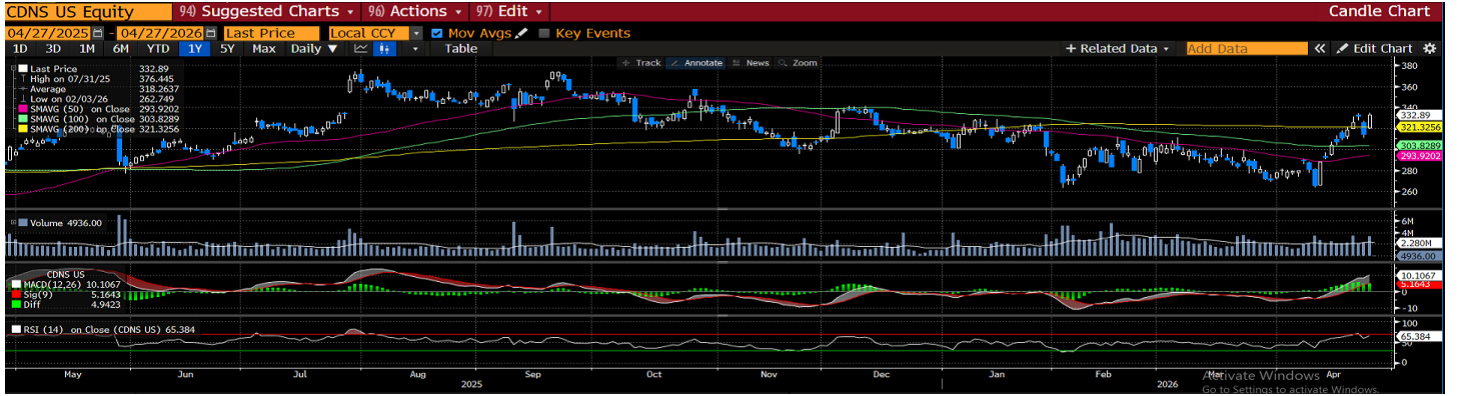 CDNS US Equity 94) Suggested Charts 96) Actions 97) Edit Candle Chart
04/27/2025 - 04/27/2026 Last Price Local CCY Mov Avgs Key Events
1D 3D 1M 6M YTD 1Y 5Y Max Daily ▼ Table + Related Data Add Data « Edit Chart
Track Annotate News Zoom
Last Price 332.89
High on 07/31/25 376.445
Average 318.2637
Low on 02/03/26 262.749
SMAVG (50) on Close 293.9202
SMAVG (100) on Close 303.8289
SMAVG (200) on Close 321.3256
380
360
340
332.89
321.3256
303.8289
293.9202
280
260
Volume 4936.00
6M
4M
2.280M
4936.00
CDNS US
MACD(12,26) 10.1067
Sig(9) 5.1643
Diff 4.9423
10.1067
5.1643
0
-10
RSI (14) on Close (CDNS US) 65.384
100
65.384
50
0
May Jun Jul Aug Sep Oct Nov Dec Jan Feb Mar Apr
2025 2026
Activate Windows
Go to Settings to activate Windows.